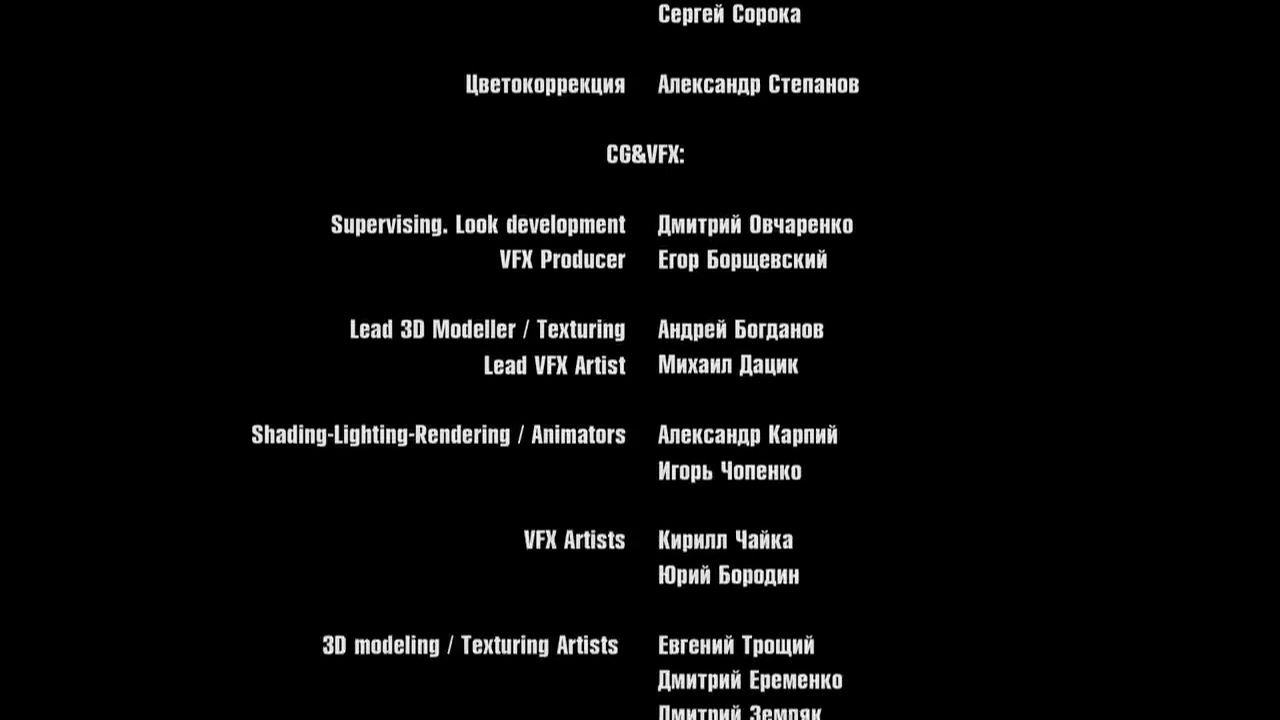 Сергей Сорока
Цветокоррекция Александр Степанов
CG&VFX:
Supervising. Look development Дмитрий Овчаренко
VFX Producer Егор Борщевский
Lead 3D Modeller / Texturing Андрей Богданов
Lead VFX Artist Михаил Дацик
Shading-Lighting-Rendering / Animators Александр Карпий
Игорь Чопенко
VFX Artists Кирилл Чайка
Юрий Бородин
3D modeling / Texturing Artists Евгений Трощий
Дмитрий Еременко
Дмитрий Земляк